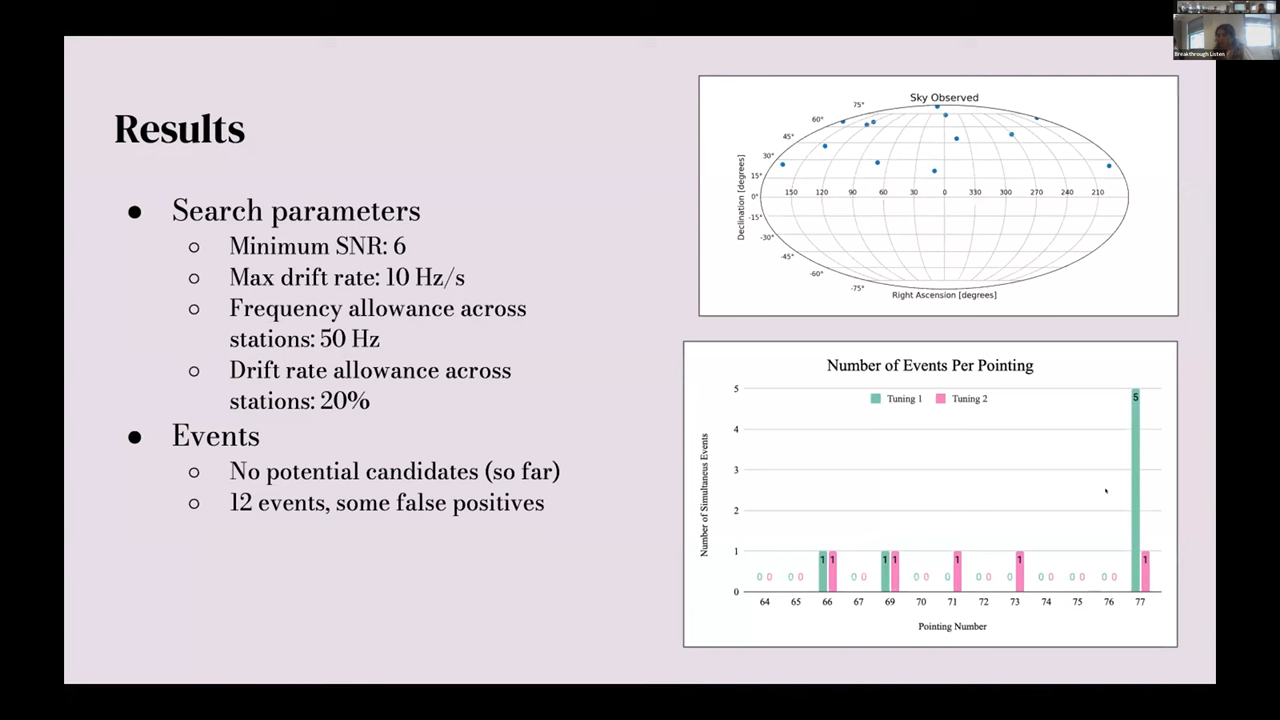 Results
● Search parameters
○ Minimum SNR: 6
○ Max drift rate: 10 Hz/s
○ Frequency allowance across
stations: 50 Hz
○ Drift rate allowance across
stations: 20%
● Events
○ No potential candidates (so far)
○ 12 events, some false positives
Breakthrough Listen
Sky Observed
75°
60°
45°
30°
15°
0°
-15°
-30°
-45°
-60°
-75°
150 120 90 60 30 0 330 300 270 240 210
Declination [degrees]
Right Ascension [degrees]
Number of Events Per Pointing
Tuning 1 Tuning 2
5
4
3
2
1
0
Number of Simultaneus Events
0 0 0 0 1 1 0 0 1 1 0 0 0 1 0 0 0 1 0 0 0 0 0 0 5 1
64 65 66 67 69 70 71 72 73 74 75 76 77
Pointing Number